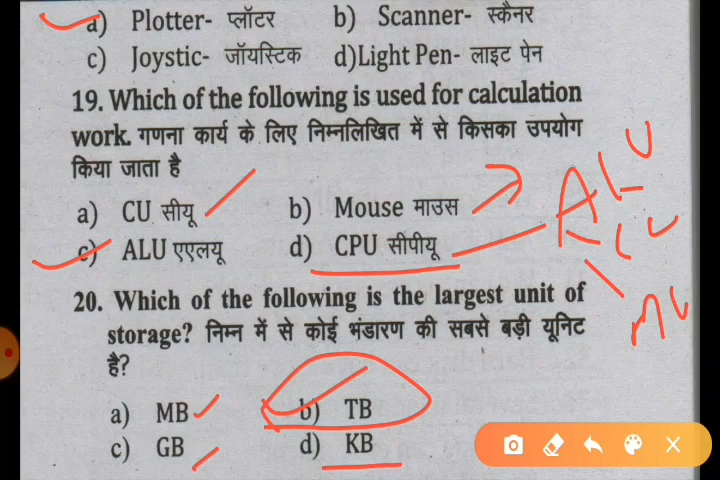 a) Plotter- प्लॉटर b) Scanner- स्कैनर
c) Joystic- जॉयस्टिक d)Light Pen- लाइट पेन
19. Which of the following is used for calculation
work. गणना कार्य के लिए निम्नलिखित में से किसका उपयोग
किया जाता है
a) CU सीयू b) Mouse माउस
c) ALU एएलयू d) CPU सीपीयू
ALU
CU
MU
20. Which of the following is the largest unit of
storage? निम्न में से कोई भंडारण की सबसे बड़ी यूनिट
है?
a) MB b) TB
c) GB d) KB